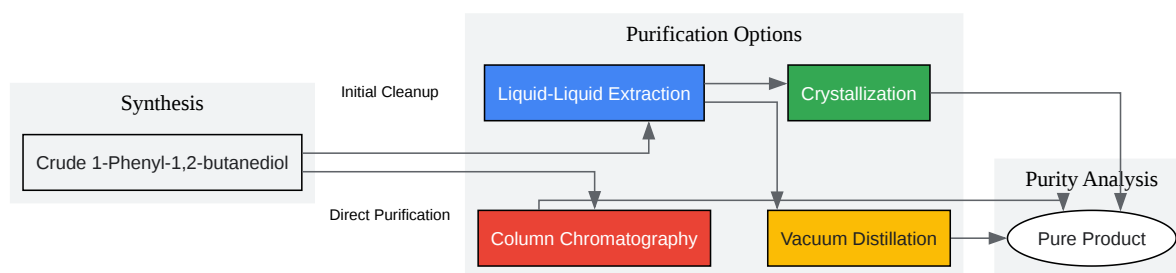 Synthesis
Crude 1-Phenyl-1,2-butanediol
Initial Cleanup
Direct Purification
Purification Options
Liquid-Liquid Extraction
Crystallization
Column Chromatography
Vacuum Distillation
Purity Analysis
Pure Product